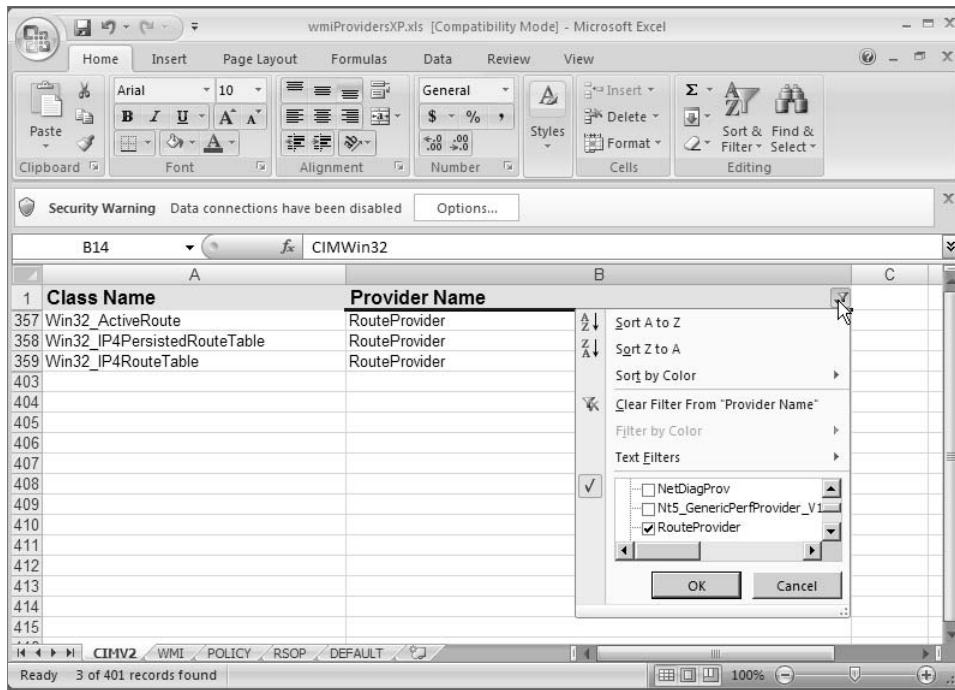 wmiProvidersXP.xls [Compatibility Mode] - Microsoft Excel
Home Insert Page Layout Formulas Data Review View
Paste
Arial 10
B I U A A
A
General
$ % ,
.0 .00 .00 .0
A
Styles
Insert
Delete
Format
Σ
A Z
Sort & Filter
Find & Select
Clipboard Font Alignment Number Cells Editing
Security Warning Data connections have been disabled Options...
B14 fx CIMWin32
A B C
1 Class Name Provider Name
357 Win32_ActiveRoute RouteProvider
358 Win32_IP4PersistedRouteTable RouteProvider
359 Win32_IP4RouteTable RouteProvider
403
404
405
406
407
408
409
410
411
412
413
414
415
A Z Sort A to Z
Z A Sort Z to A
Sort by Color
Clear Filter From "Provider Name"
Filter by Color
Text Filters
NetDiagProv
Nt5_GenericPerfProvider_V1
RouteProvider
OK Cancel
CIMV2 WMI POLICY RSOP DEFAULT
Ready 3 of 401 records found 100%